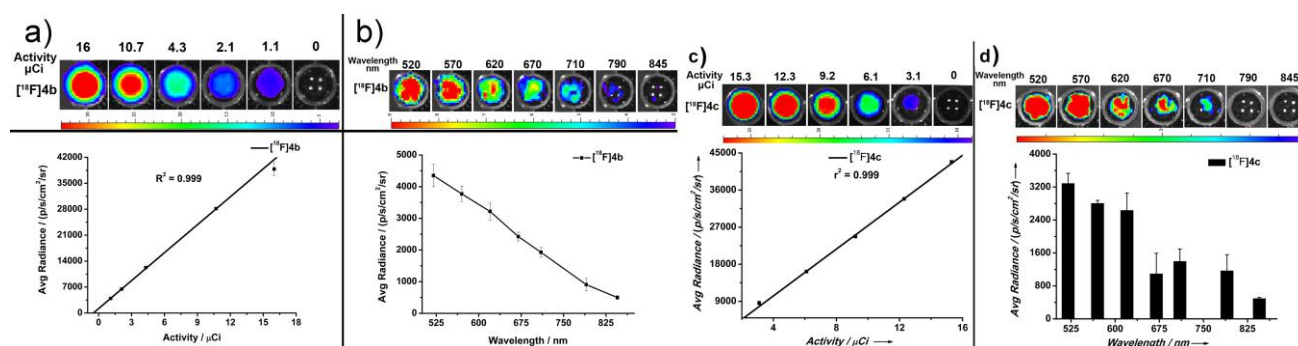 a)
16 10.7 4.3 2.1 1.1 0
Activity
μCi
[¹⁸F]4b
42000
35000
28000
21000
14000
7000
0
[¹⁸F]4b
R² = 0.999
Avg Radiance / (p/s/cm²/sr)
0 3 6 9 12 15 18
Activity / μCi
b)
Wavelength
nm
520 570 620 670 710 790 845
[¹⁸F]4b
5000
4000
3000
2000
1000
0
[¹⁸F]4b
Avg Radiance / (p/s/cm²/sr)
525 600 675 750 825
Wavelength / nm
c)
Activity
μCi
15.3 12.3 9.2 6.1 3.1 0
[¹⁸F]4c
45000
36000
27000
18000
9000
[¹⁸F]4c
r² = 0.999
Avg Radiance / (p/s/cm²/sr) →
4 8 12 16
Activity / μCi →
d)
Wavelength
nm
520 570 620 670 710 790 845
[¹⁸F]4c
4000
3200
2400
1600
800
0
[¹⁸F]4c
Avg Radiance / (p/s/cm²/sr) →
525 600 675 750 825
Wavelength / nm →